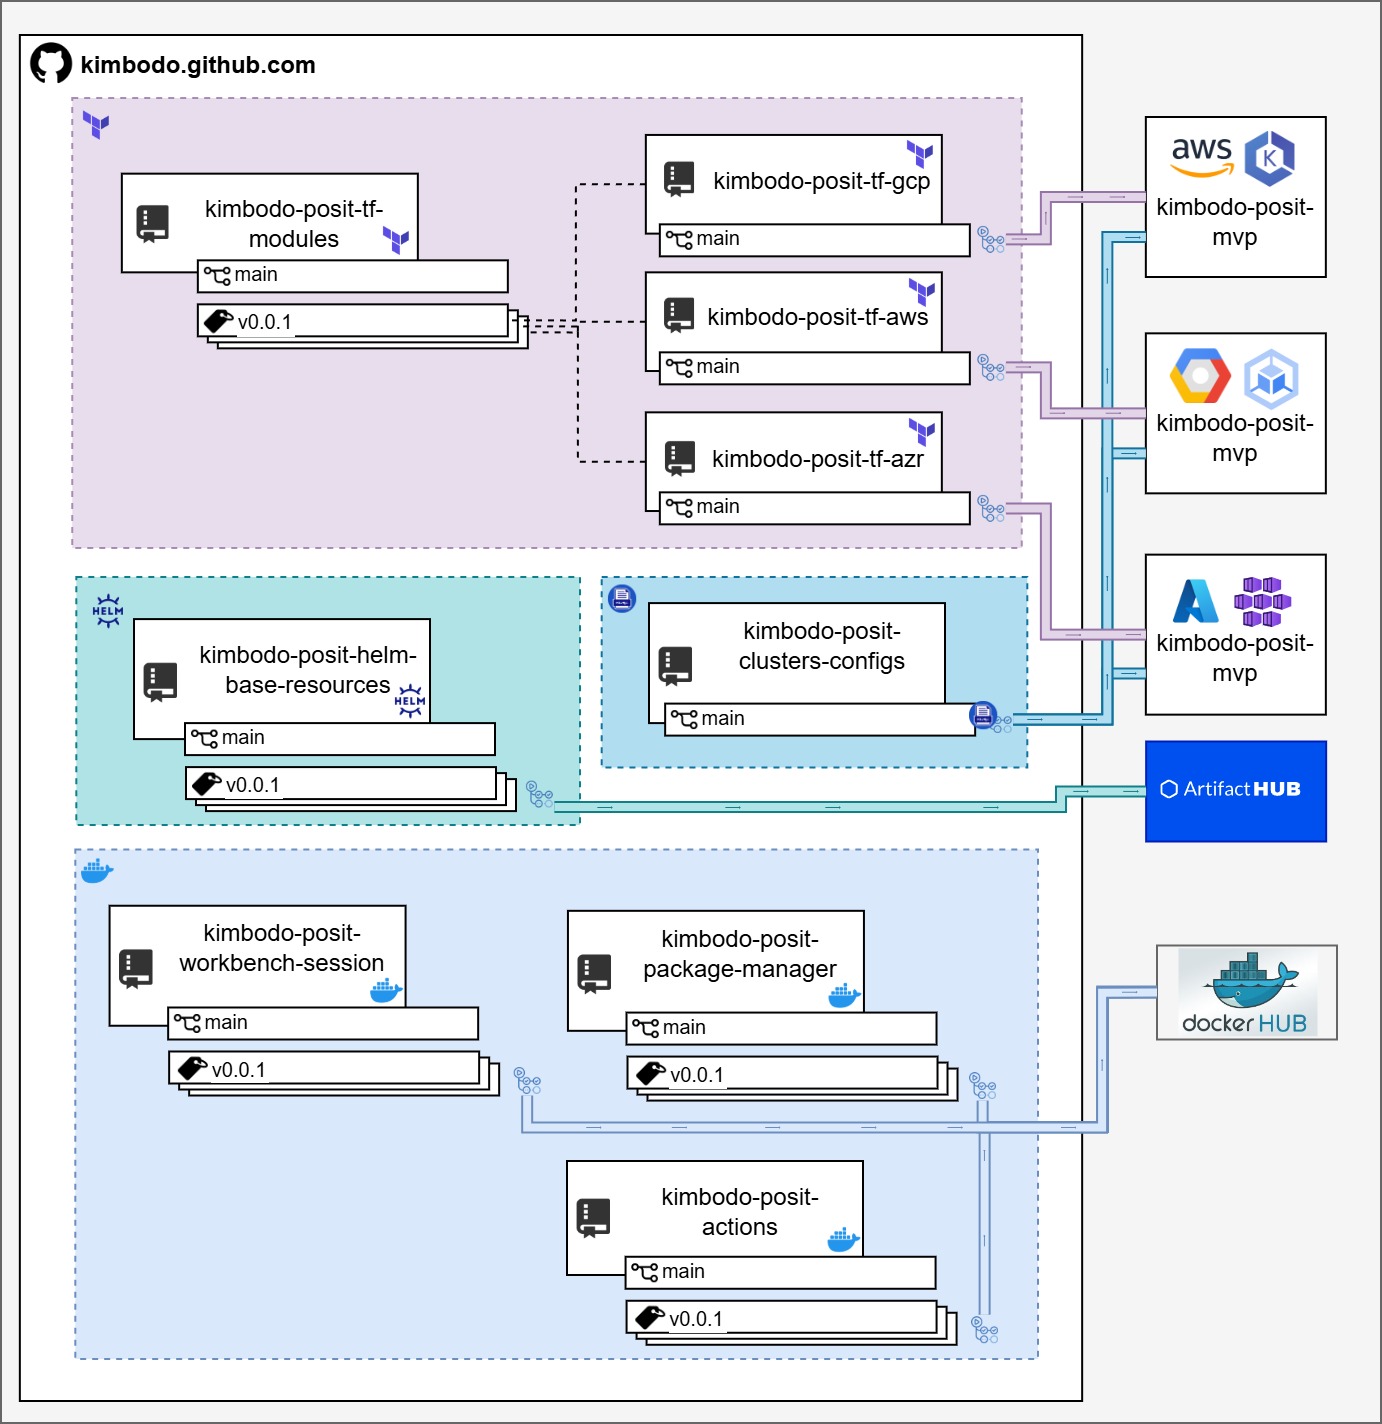 kimbodo.github.com
kimbodo-posit-tf-
modules
main
v0.0.1
kimbodo-posit-tf-gcp
main
kimbodo-posit-tf-aws
main
kimbodo-posit-tf-azr
main
aws
K
kimbodo-posit-
mvp
kimbodo-posit-
mvp
kimbodo-posit-
mvp
HELM
kimbodo-posit-helm-
base-resources
HELM
main
v0.0.1
kimbodo-posit-
clusters-configs
main
ArtifactHUB
kimbodo-posit-
workbench-session
main
v0.0.1
kimbodo-posit-
package-manager
main
v0.0.1
kimbodo-posit-
actions
main
v0.0.1
docker HUB